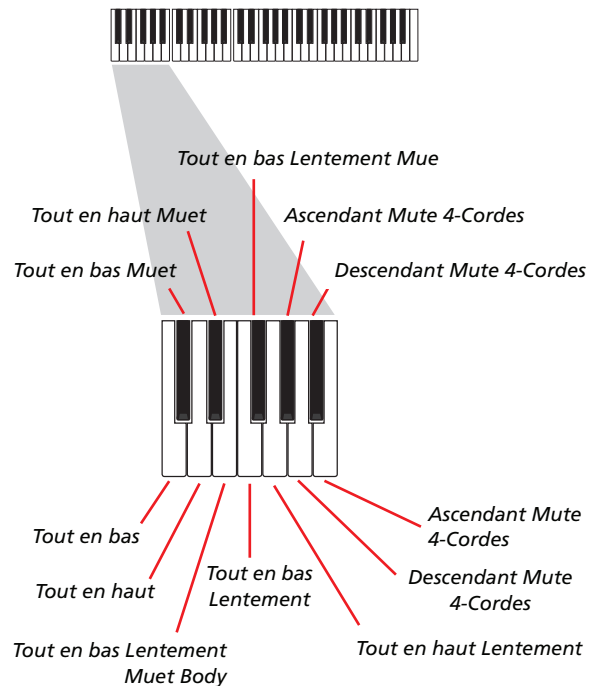 Tout en bas Lentement Mue
Tout en haut Muet
Ascendant Mute 4-Cordes
Tout en bas Muet
Descendant Mute 4-Cordes
Tout en bas
Tout en haut
Tout en bas Lentement
Muet Body
Tout en bas
Lentement
Ascendant Mute
4-Cordes
Descendant Mute
4-Cordes
Tout en haut Lentement